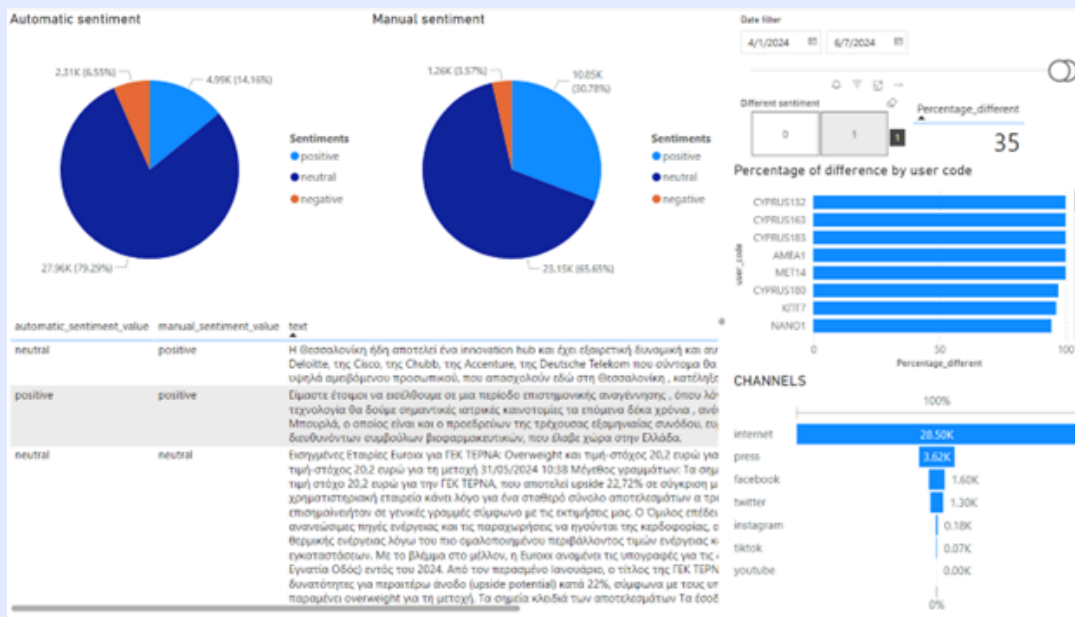 Automatic sentiment
2.31K (6.55%)
4.99K (14.16%)
27.96K (79.29%)
Sentiments
positive
neutral
negative
Manual sentiment
1.26K (3.57%)
10.85K
(30.78%)
23.15K (65.65%)
Sentiments
positive
neutral
negative
Date filter
4/1/2024
6/7/2024
Different sentiment
0
1
1
Percentage_different
35
Percentage of difference by user code
user_code
CYPRUS132
CYPRUS163
CYPRUS183
AMEA1
MET14
CYPRUS180
ΚΠΤ7
NANO1
0
50
100
Percentage_different
CHANNELS
100%
internet
28.50K
press
3.62K
facebook
1.60K
twitter
1.30K
instagram
0.18K
tiktok
0.07K
youtube
0.00K
0%
automatic_sentiment_value manual_sentiment_value text
neutral positive Η Θεσσαλονίκη ήδη αποτελεί ένα innovation hub και έχει εξαιρετική δυναμική και
Deloitte, της Cisco, της Chubb, της Accenture, της Deutsche Telekom που σύντομα θα
υψηλά αμειβόμενου προσωπικού, που απασχολούν εδώ στη Θεσσαλονίκη , κατέληξε
positive positive Είμαστε έτοιμοι να εισέλθουμε σε μια περίοδο επιστημονικής αναγέννησης , όπου
τεχνολογία θα δούμε σημαντικές ιατρικές καινοτομίες τα επόμενα δέκα χρόνια ,
Μπουρλά, ο οποίος είναι και ο προεδρεύων της τρέχουσας εξαμηνιαίας συνόδου,
διευθυνόντων συμβούλων βιοφαρμακευτικών, που έλαβε χώρα στην Ελλάδα.
neutral neutral Εισηγμένες Εταιρίες Euroxx για ΓΕΚ ΤΕΡΝΑ: Overweight και τιμή-στόχος 20,2 ευρώ για
τιμή-στόχος 20,2 ευρώ για τη μετοχή 31/05/2024 10:38 Μέγεθος γραμμάτων: Τα
τιμή στόχο 20,2 ευρώ για την ΓΕΚ ΤΕΡΝΑ, που αποτελεί upside 22,72% σε σύγκριση
χρηματιστηριακή εταιρεία κάνει λόγο για ένα σταθερό σύνολο αποτελεσμάτων
σε γενικές γραμμές σύμφωνο με τις εκτιμήσεις μας. Ο Όμιλος
ανανεώσιμες πηγές ενέργειας και τις παραχωρήσεις να ηγούνται της κερδοφορίας,
θερμικής ενέργειας λόγω του πιο ομαλοποιημένου περιβάλλοντος τιμών ενέργειας
εγκαταστάσεων. Με το βλέμμα στο μέλλον, η Euroxx αναμένει τις υπογραφές για τις
Εγνατία Οδός) εντός του 2024. Από τον περασμένο Ιανουάριο, ο τίτλος της ΓΕΚ
δυνατότητες για περαιτέρω άνοδο (upside potential) κατά 22%, σύμφωνα με τους
παραμένει overweight για τη μετοχή. Τα σημεία κλειδιά των αποτελεσμάτων Τα